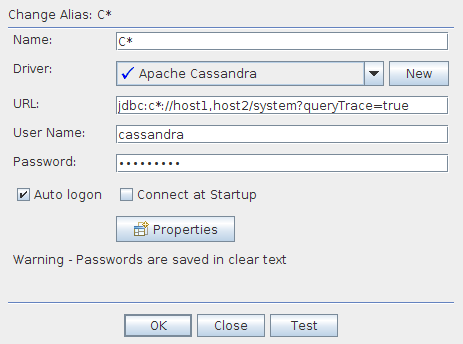 Change Alias: C*
Name: C*
Driver: Apache Cassandra New
URL: jdbc:c*://host1,host2/system?queryTrace=true
User Name: cassandra
Password: •••••••••
Auto logon Connect at Startup
Properties
Warning - Passwords are saved in clear text
OK Close Test